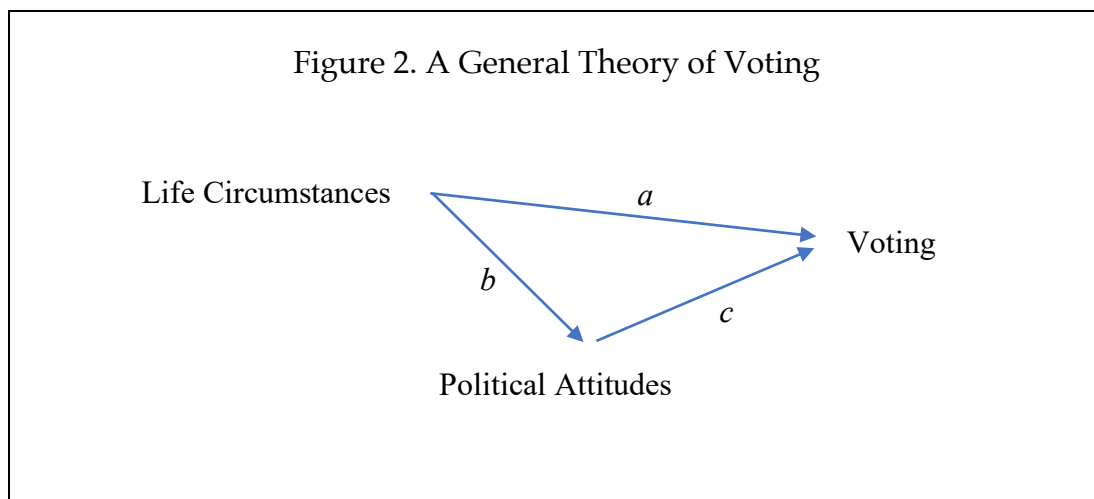 Figure 2. A General Theory of Voting
Life Circumstances
a
Voting
b
c
Political Attitudes